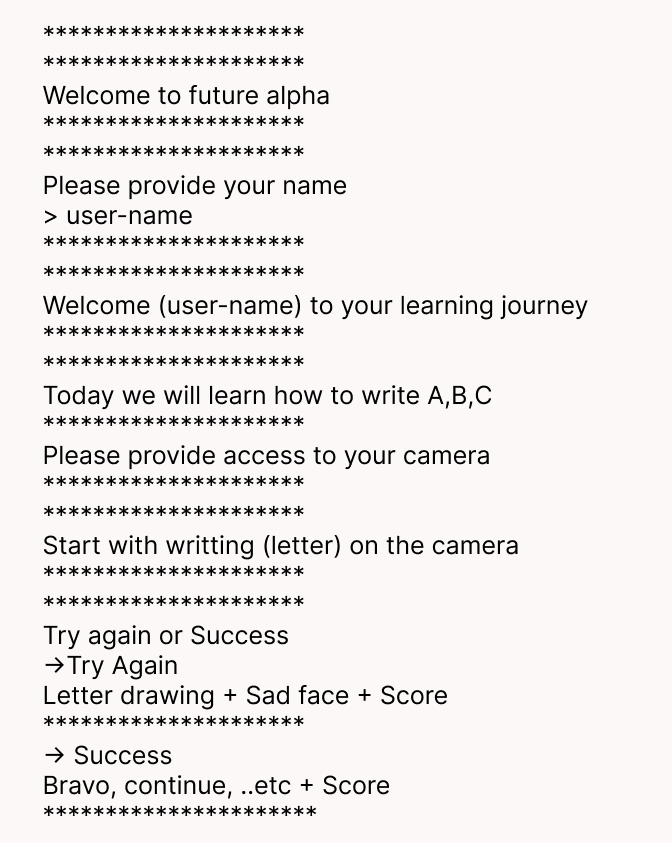 *********************
*********************
Welcome to future alpha
*********************
*********************
Please provide your name
> user-name
*********************
*********************
Welcome (user-name) to your learning journey
*********************
*********************
Today we will learn how to write A,B,C
*********************
Please provide access to your camera
*********************
*********************
Start with writting (letter) on the camera
*********************
*********************
Try again or Success
→Try Again
Letter drawing + Sad face + Score
*********************
→ Success
Bravo, continue, ..etc + Score
**********************